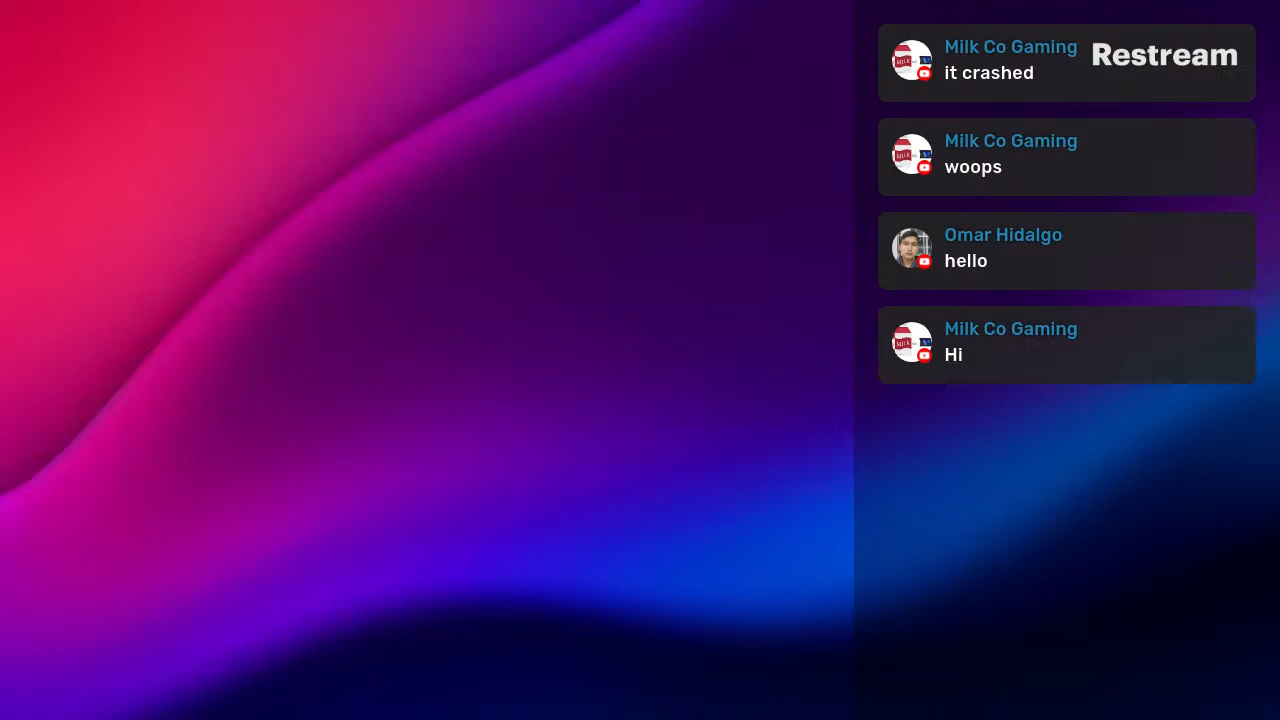 Milk Co Gaming
Restream
it crashed
Milk Co Gaming
woops
Omar Hidalgo
hello
Milk Co Gaming
Hi